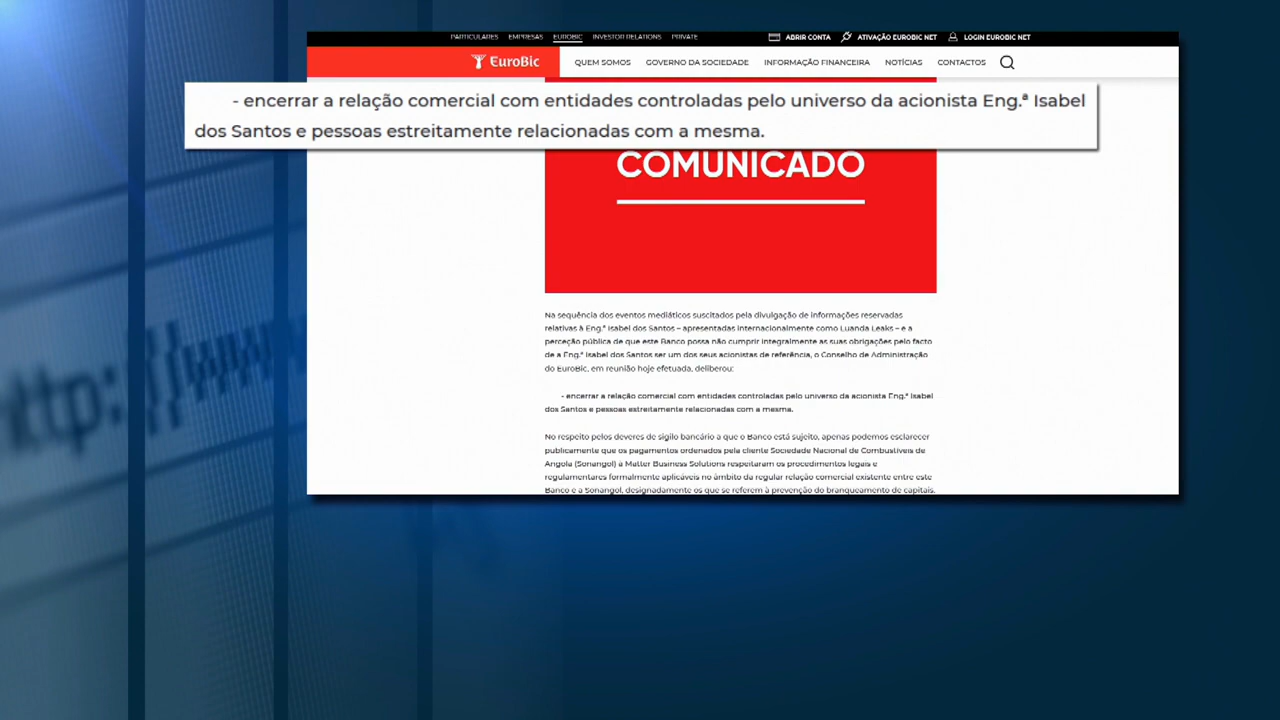 PARTICULARES EMPRESAS EUROBIC INVESTOR RELATIONS PRIVATE ABRIR CONTA ATIVAÇÃO EUROBIC NET LOGIN EUROBIC NET
EuroBic QUEM SOMOS GOVERNO DA SOCIEDADE INFORMAÇÃO FINANCEIRA NOTÍCIAS CONTACTOS
- encerrar a relação comercial com entidades controladas pelo universo da acionista Eng.ª Isabel
dos Santos e pessoas estreitamente relacionadas com a mesma.
COMUNICADO
Na sequência dos eventos mediáticos suscitados pela divulgação de informações reservadas
relativas à Eng.ª Isabel dos Santos – apresentadas internacionalmente como Luanda Leaks – e a
perceção pública de que este Banco possa não cumprir integralmente as suas obrigações pelo facto
de a Eng.ª Isabel dos Santos ser um dos seus acionistas de referência, o Conselho de Administração
do EuroBic, em reunião hoje efetuada, deliberou:
- encerrar a relação comercial com entidades controladas pelo universo da acionista Eng.ª Isabel
dos Santos e pessoas estreitamente relacionadas com a mesma.
No respeito pelos deveres de sigilo bancário a que o Banco está sujeito, apenas podemos esclarecer
publicamente que os pagamentos ordenados pela cliente Sociedade Nacional de Combustíveis de
Angola (Sonangol) à Matter Business Solutions respeitaram os procedimentos legais e
regulamentares formalmente aplicáveis no âmbito da regular relação comercial existente entre este
Banco e a Sonangol, designadamente os que se referem à prevenção do branqueamento de capitais.
http://www